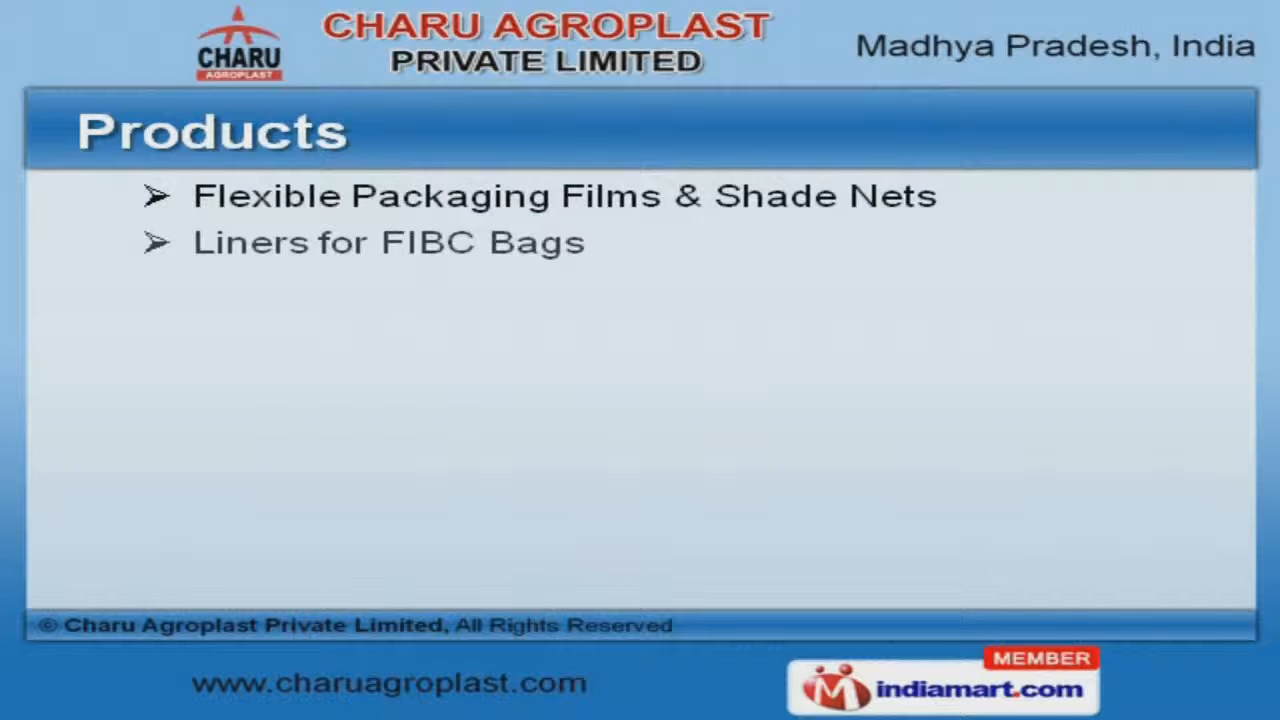 CHARU
AGROPLAST
CHARU AGROPLAST
PRIVATE LIMITED
Madhya Pradesh, India
Products
➢ Flexible Packaging Films & Shade Nets
➢ Liners for FIBC Bags
© Charu Agroplast Private Limited, All Rights Reserved
www.charuagroplast.com
MEMBER
indiamart.com